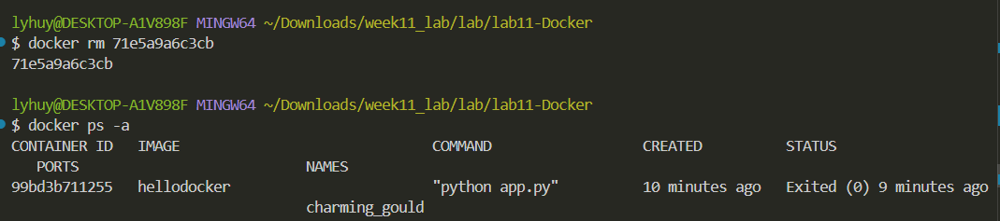 lyhuy@DESKTOP-A1V898F MINGW64 ~/Downloads/week11_lab/lab/lab11-Docker
$ docker rm 71e5a9a6c3cb
71e5a9a6c3cb
lyhuy@DESKTOP-A1V898F MINGW64 ~/Downloads/week11_lab/lab/lab11-Docker
$ docker ps -a
CONTAINER ID   IMAGE                              COMMAND                  CREATED          STATUS
   PORTS                           NAMES
99bd3b711255   hellodocker                        "python app.py"          10 minutes ago   Exited (0) 9 minutes ago
                                   charming_gould